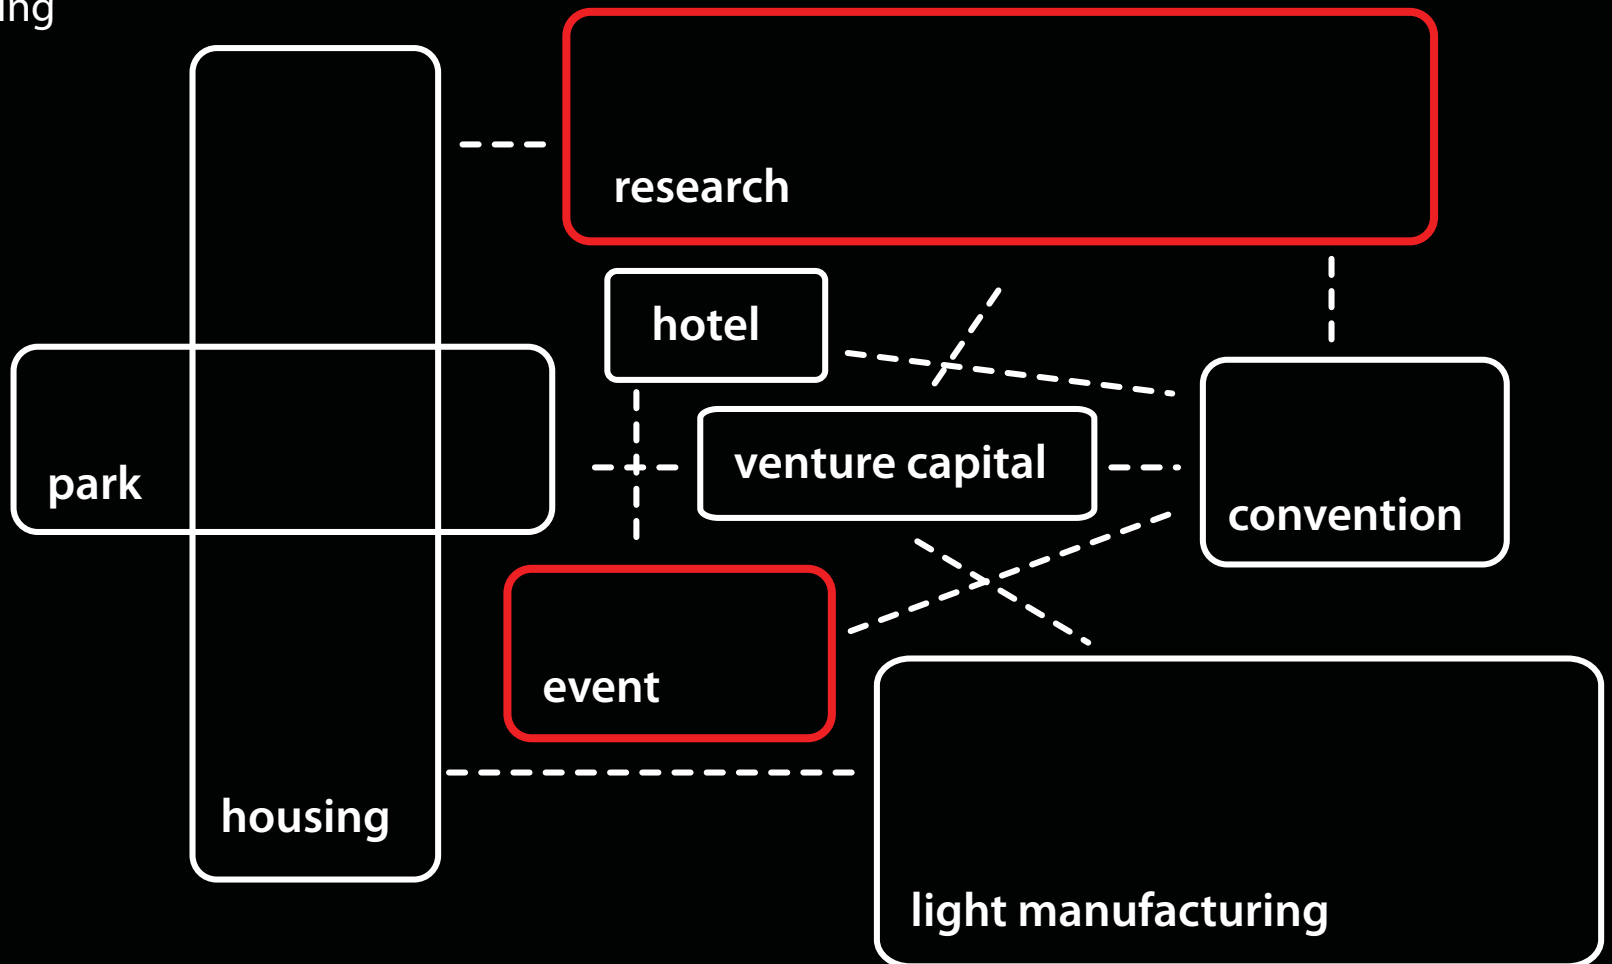 research
hotel
venture capital
park
convention
event
housing
light manufacturing